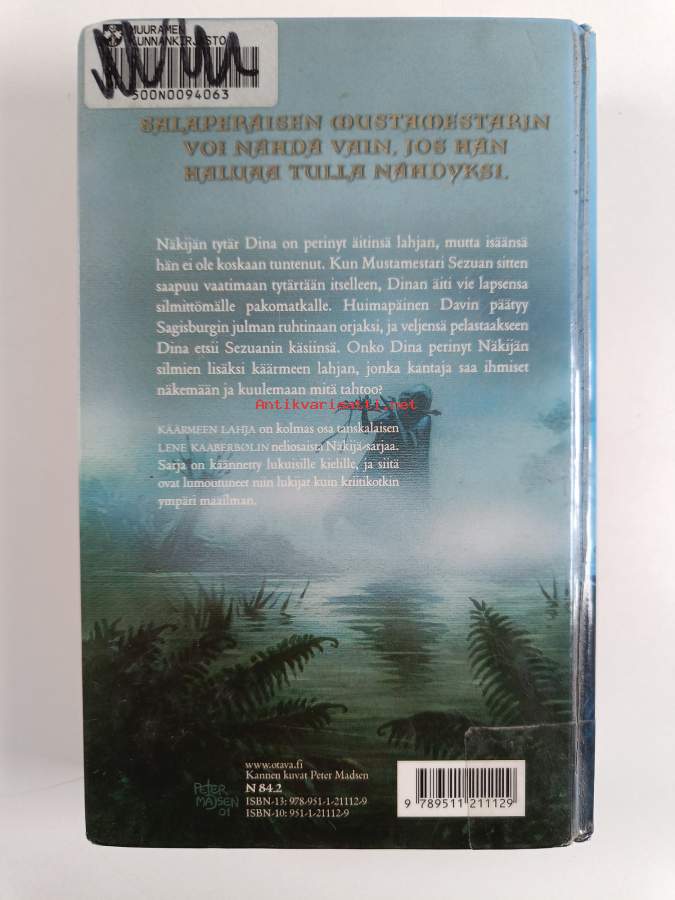 MUURAMEN
KUNNANKIRJASTO
500N0094063
SALAPERÄISEN MUSTAMESTARIN
VOI NÄHDÄ VAIN, JOS HÄN
HALUAA TULLA NÄHDYKSI.
Näkijän tytär Dina on perinyt äitinsä lahjan, mutta isäänsä
hän ei ole koskaan tuntenut. Kun Mustamestari Sezuan sitten
saapuu vaatimaan tytärtään itselleen, Dinan äiti vie lapsensa
silmittömälle pakomatkalle. Huimapäinen Davin päätyy
Sagisburgin julman ruhtinaan orjaksi, ja veljensä pelastaakseen
Dina etsii Sezuanin käsiinsä. Onko Dina perinyt Näkijän
silmien lisäksi käärmeen lahjan, jonka kantaja saa ihmiset
näkemään ja kuulemaan mitä tahtoo?
Antikvariaatti.net
KÄÄRMEEN LAHJA on kolmas osa tanskalaisen
LENE KAABERBØLIN neliosaista Näkijä-sarjaa.
Sarja on käännetty lukuisille kielille, ja siitä
ovat lumoutuneet niin lukijat kuin kriitikotkin
ympäri maailman.
www.otava.fi
Kannen kuvat Peter Madsen
N 84.2
ISBN-13: 978-951-1-21112-9
ISBN-10: 951-1-21112-9
PETER
MADSEN
01
9 789511 211129